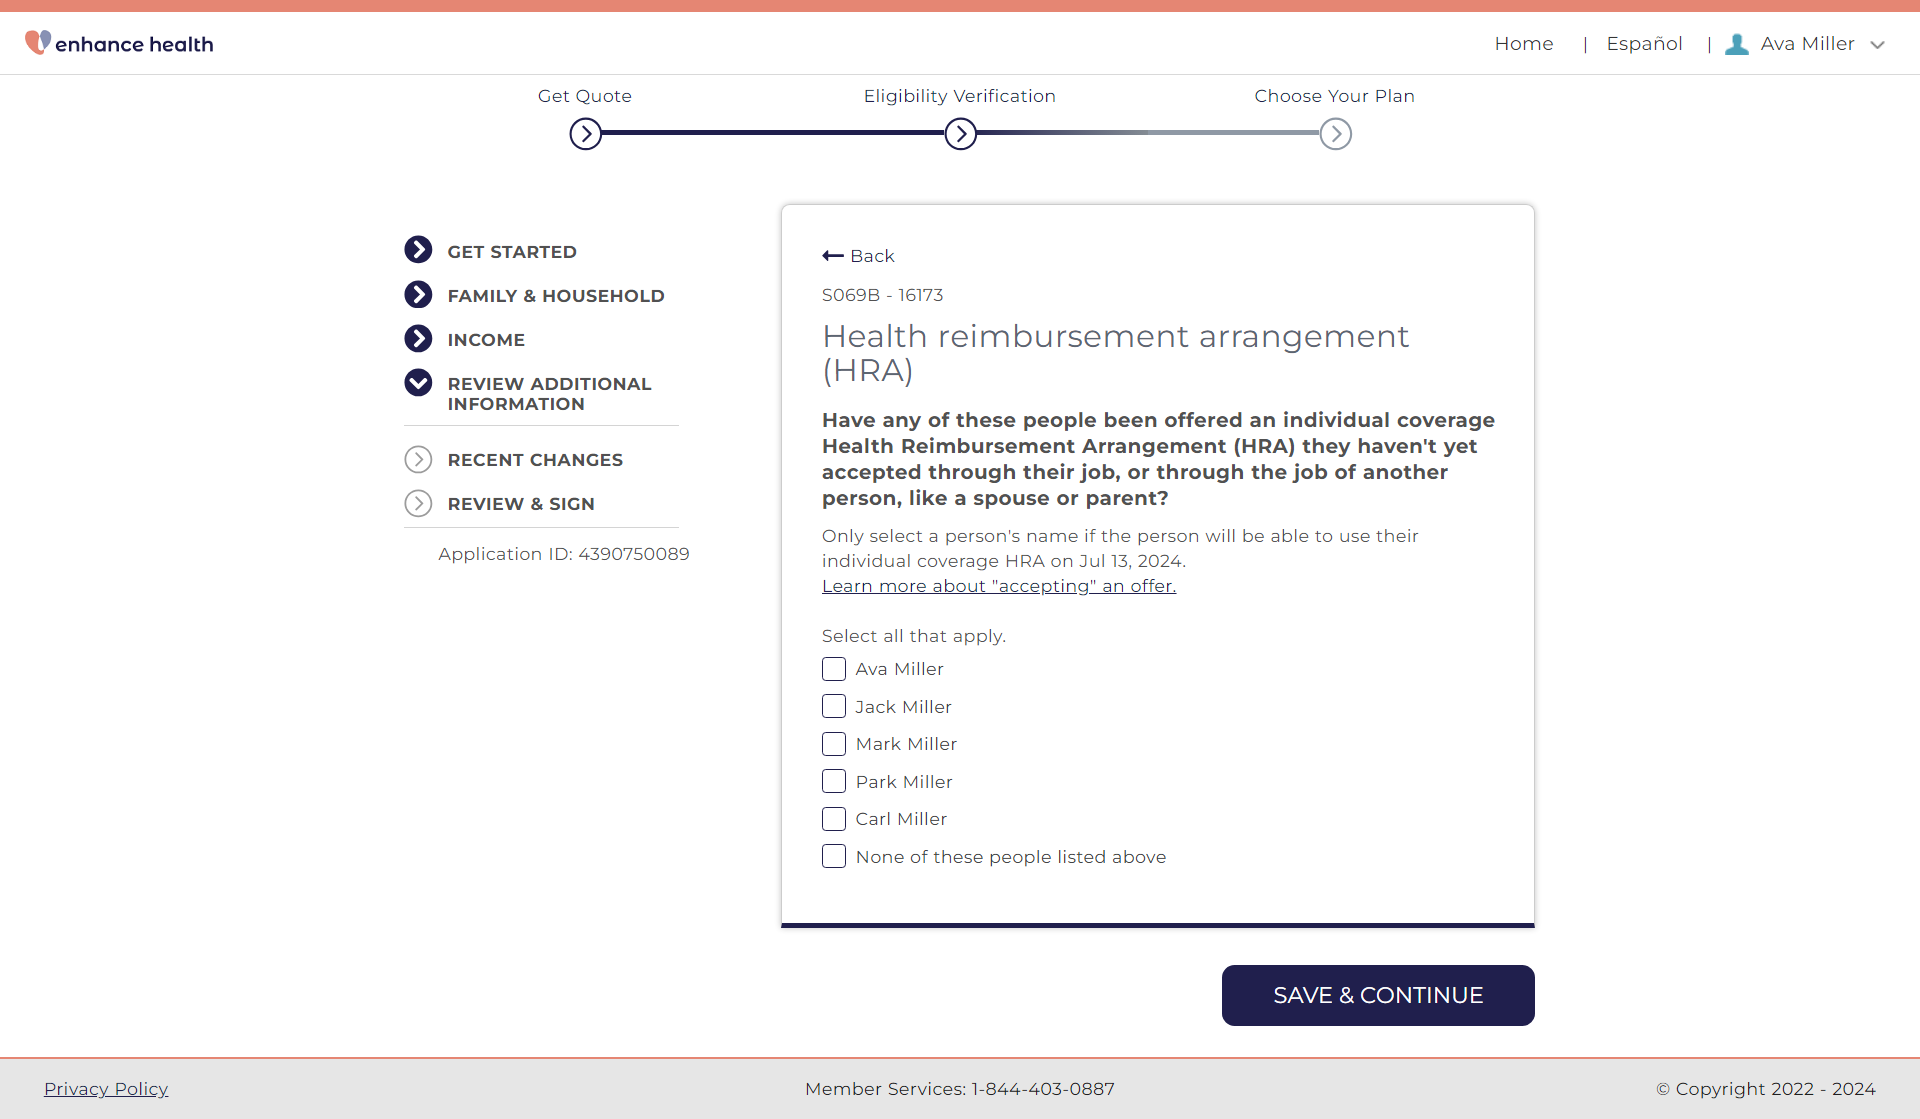 enhance health
Home | Español | Ava Miller
Get Quote
Eligibility Verification
Choose Your Plan
GET STARTED
FAMILY & HOUSEHOLD
INCOME
REVIEW ADDITIONAL
INFORMATION
RECENT CHANGES
REVIEW & SIGN
Application ID: 4390750089
Back
S069B - 16173
Health reimbursement arrangement
(HRA)
Have any of these people been offered an individual coverage
Health Reimbursement Arrangement (HRA) they haven't yet
accepted through their job, or through the job of another
person, like a spouse or parent?
Only select a person's name if the person will be able to use their
individual coverage HRA on Jul 13, 2024.
Learn more about "accepting" an offer.
Select all that apply.
Ava Miller
Jack Miller
Mark Miller
Park Miller
Carl Miller
None of these people listed above
SAVE & CONTINUE
Privacy Policy
Member Services: 1-844-403-0887
© Copyright 2022 - 2024